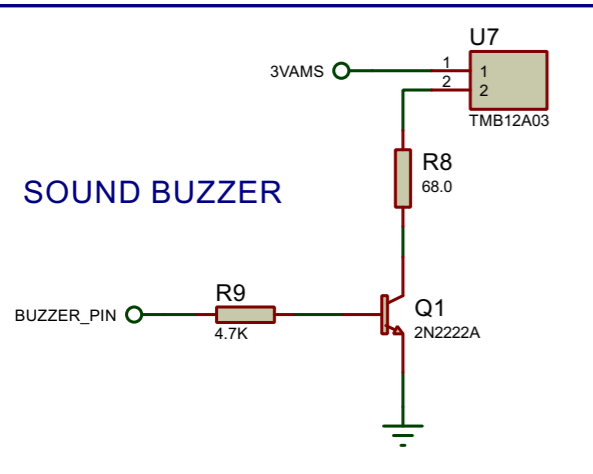 U7
3VAMS
1
1
2
2
TMB12A03
R8
68.0
SOUND BUZZER
R9
BUZZER_PIN
4.7K
Q1
2N2222A